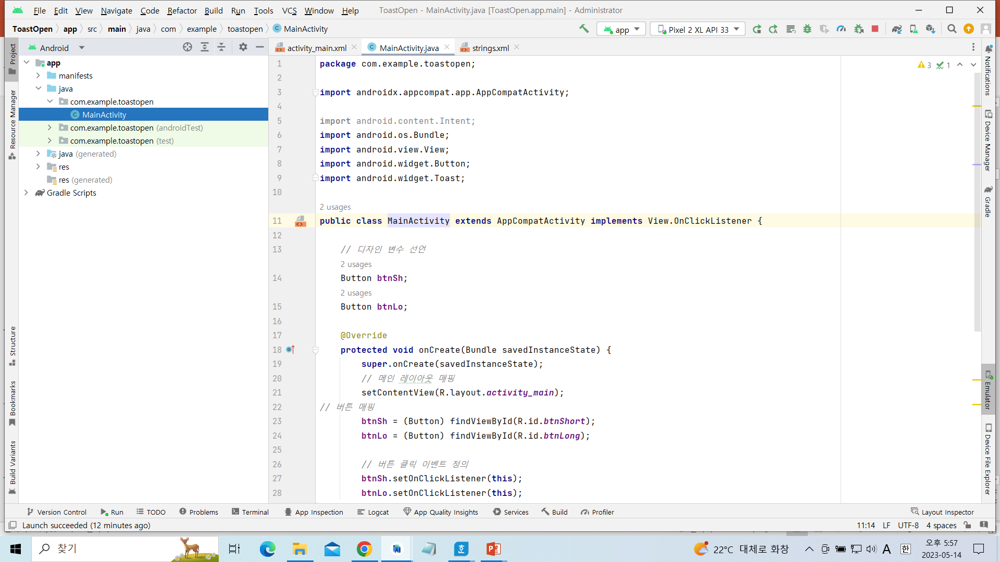 File Edit View Navigate Code Refactor Build Run Tools VCS Window Help ToastOpen - MainActivity.java [ToastOpen.app.main] - Administrator
ToastOpen app src main java com example toastopen MainActivity app Pixel 2 XL API 33
Android activity_main.xml MainActivity.java strings.xml
Project
Resource Manager
Structure
Bookmarks
Build Variants
app
manifests
java
com.example.toastopen
MainActivity
com.example.toastopen (androidTest)
com.example.toastopen (test)
java (generated)
res
res (generated)
Gradle Scripts
3 1
1 package com.example.toastopen;
2
3 import androidx.appcompat.app.AppCompatActivity;
4
5 import android.content.Intent;
6 import android.os.Bundle;
7 import android.view.View;
8 import android.widget.Button;
9 import android.widget.Toast;
10
2 usages
11 public class MainActivity extends AppCompatActivity implements View.OnClickListener {
12
13 // 디자인 변수 선언
2 usages
14 Button btnSh;
2 usages
15 Button btnLo;
16
17 @Override
18 protected void onCreate(Bundle savedInstanceState) {
19 super.onCreate(savedInstanceState);
20 // 메인 레이아웃 매핑
21 setContentView(R.layout.activity_main);
22 // 버튼 매핑
23 btnSh = (Button) findViewById(R.id.btnShort);
24 btnLo = (Button) findViewById(R.id.btnLong);
25
26 // 버튼 클릭 이벤트 정의
27 btnSh.setOnClickListener(this);
28 btnLo.setOnClickListener(this);
Notifications
Device Manager
Gradle
Emulator
Device File Explorer
Version Control Run TODO Problems Terminal App Inspection Logcat App Quality Insights Services Build Profiler Layout Inspector
Launch succeeded (12 minutes ago) 11:14 LF UTF-8 4 spaces
찾기 22°C 대체로 화창 A 한 오후 5:57
2023-05-14